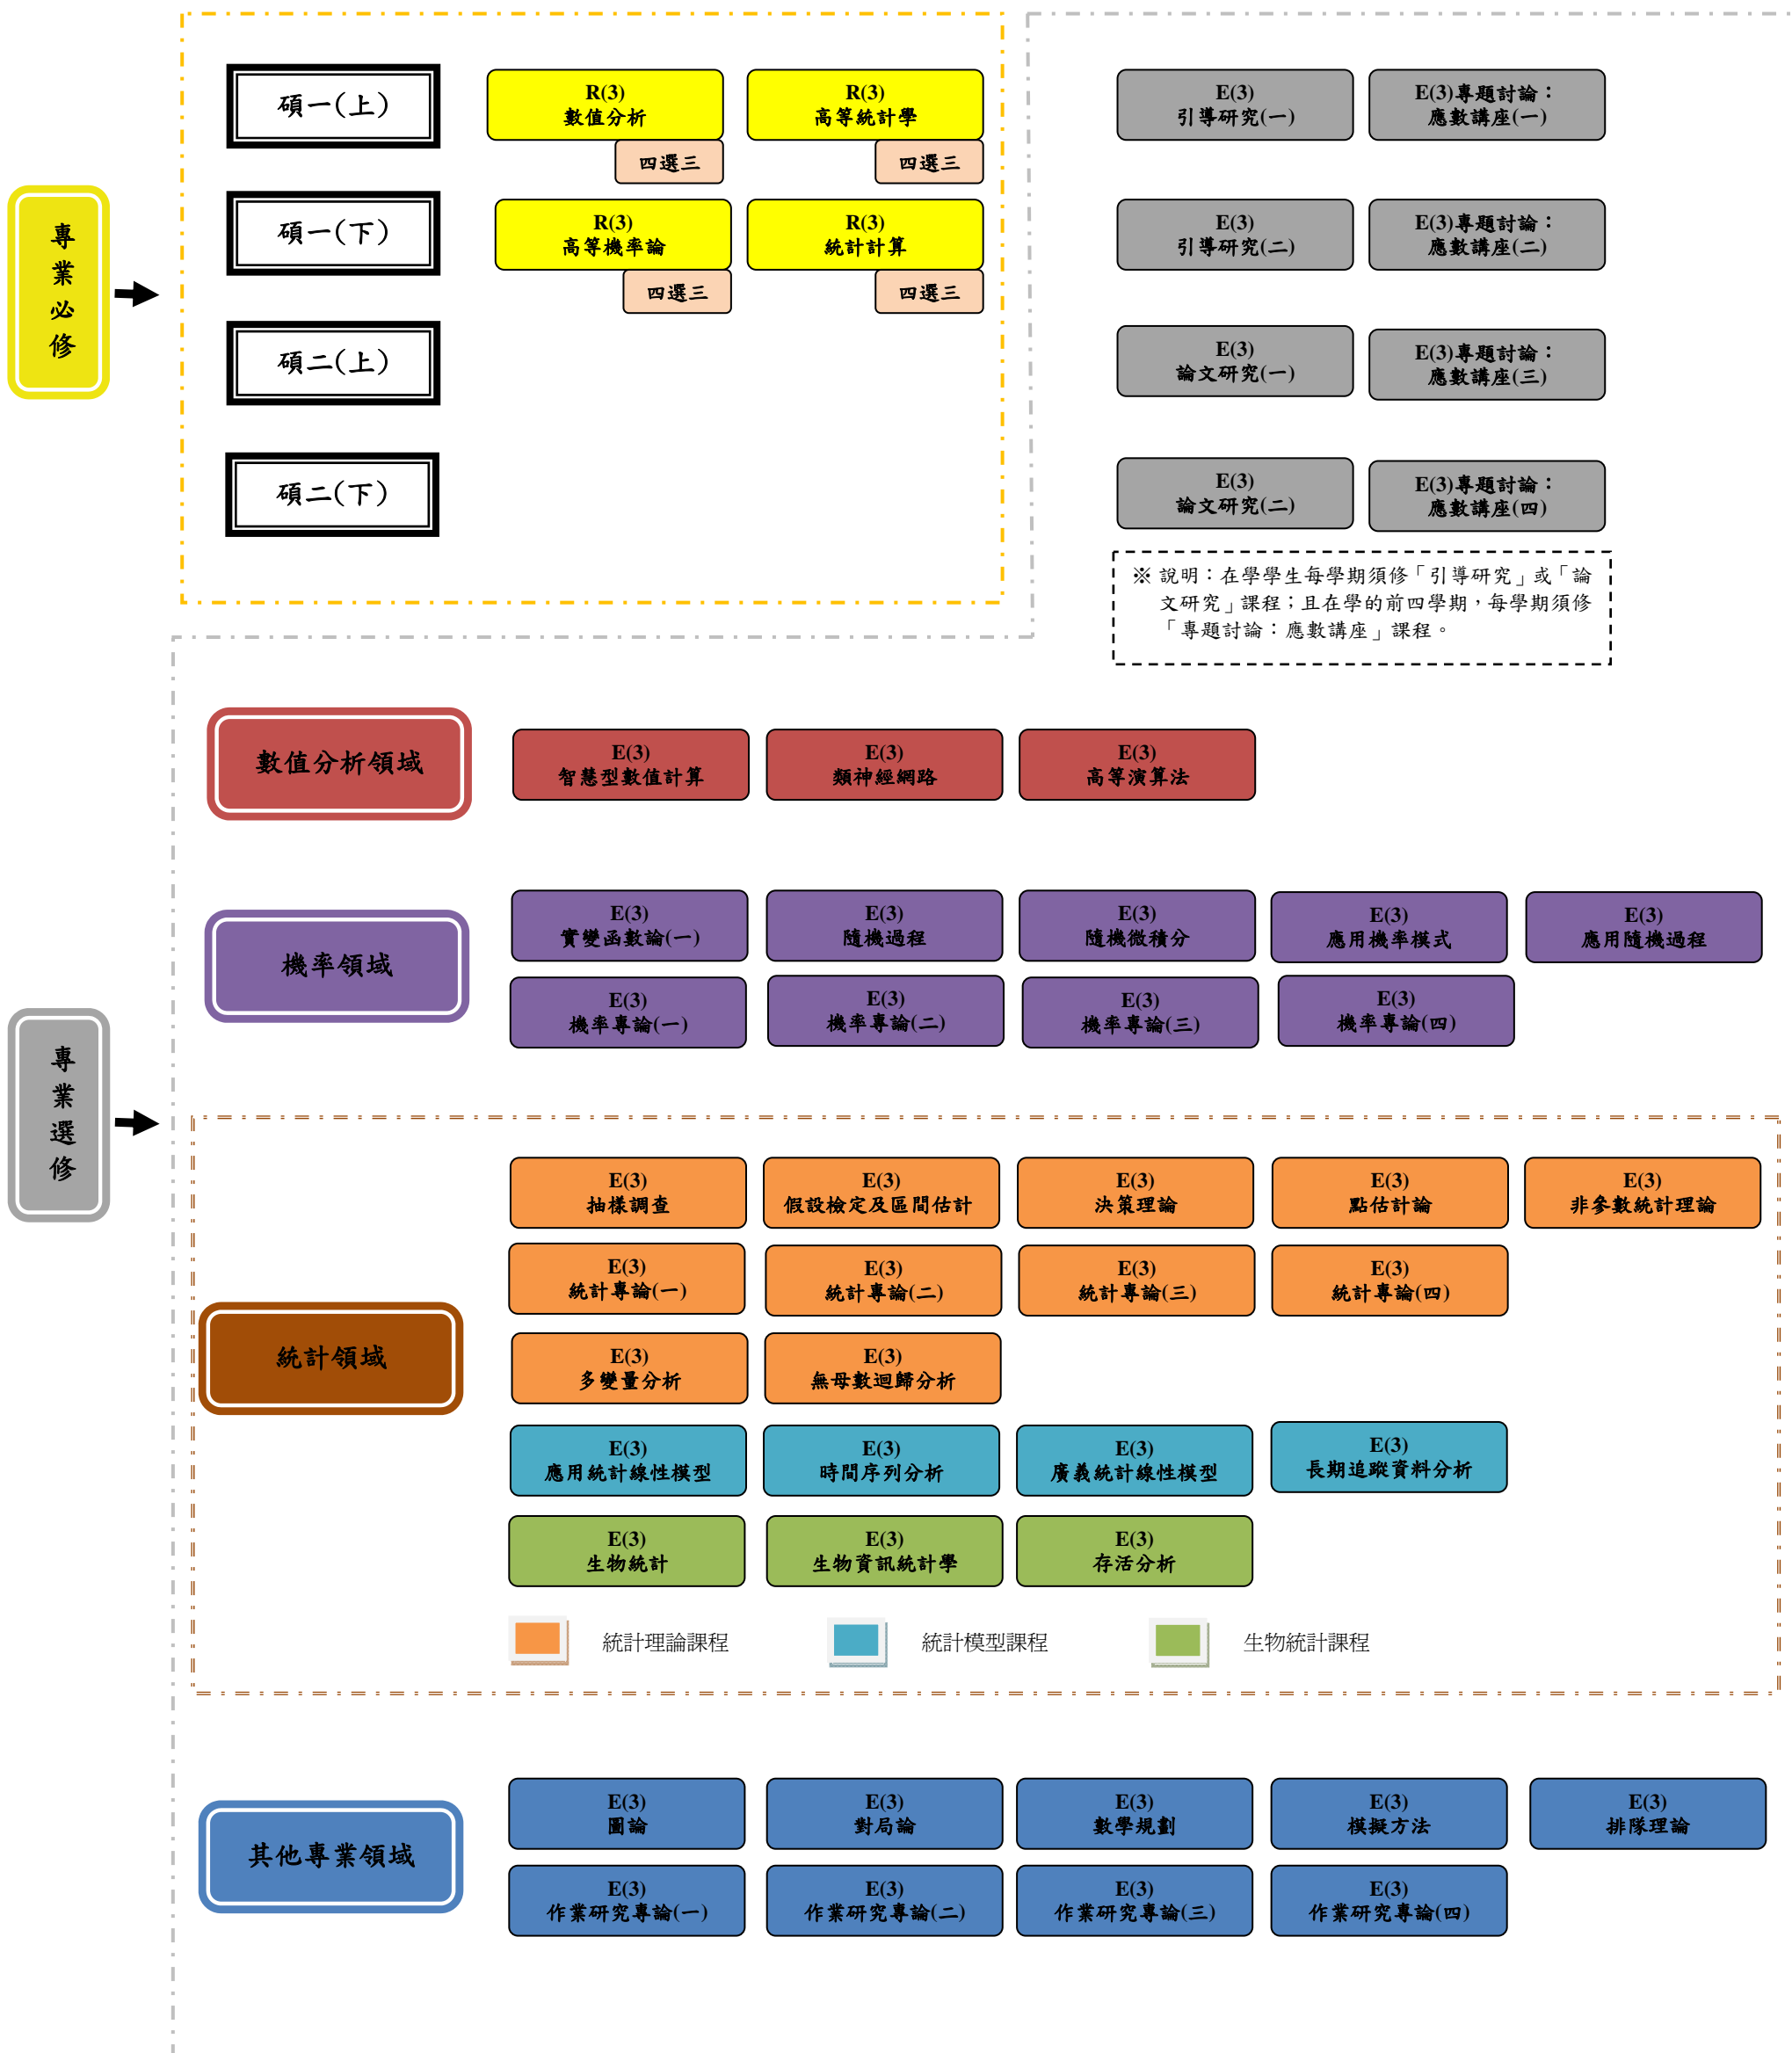 專業必修
碩一(上)
R(3)
數值分析
四選三
R(3)
高等統計學
四選三
E(3)
引導研究(一)
E(3)專題討論：
應數講座(一)
碩一(下)
R(3)
高等機率論
四選三
R(3)
統計計算
四選三
E(3)
引導研究(二)
E(3)專題討論：
應數講座(二)
碩二(上)
E(3)
論文研究(一)
E(3)專題討論：
應數講座(三)
碩二(下)
E(3)
論文研究(二)
E(3)專題討論：
應數講座(四)
※ 說明：在學學生每學期須修「引導研究」或「論
文研究」課程；且在學的前四學期，每學期須修
「專題討論：應數講座」課程。
專業選修
數值分析領域
E(3)
智慧型數值計算
E(3)
類神經網路
E(3)
高等演算法
機率領域
E(3)
實變函數論(一)
E(3)
隨機過程
E(3)
隨機微積分
E(3)
應用機率模式
E(3)
應用隨機過程
E(3)
機率專論(一)
E(3)
機率專論(二)
E(3)
機率專論(三)
E(3)
機率專論(四)
統計領域
E(3)
抽樣調查
E(3)
假設檢定及區間估計
E(3)
決策理論
E(3)
點估計論
E(3)
非參數統計理論
E(3)
統計專論(一)
E(3)
統計專論(二)
E(3)
統計專論(三)
E(3)
統計專論(四)
E(3)
多變量分析
E(3)
無母數迴歸分析
E(3)
應用統計線性模型
E(3)
時間序列分析
E(3)
廣義統計線性模型
E(3)
長期追蹤資料分析
E(3)
生物統計
E(3)
生物資訊統計學
E(3)
存活分析
統計理論課程
統計模型課程
生物統計課程
其他專業領域
E(3)
圖論
E(3)
對局論
E(3)
數學規劃
E(3)
模擬方法
E(3)
排隊理論
E(3)
作業研究專論(一)
E(3)
作業研究專論(二)
E(3)
作業研究專論(三)
E(3)
作業研究專論(四)